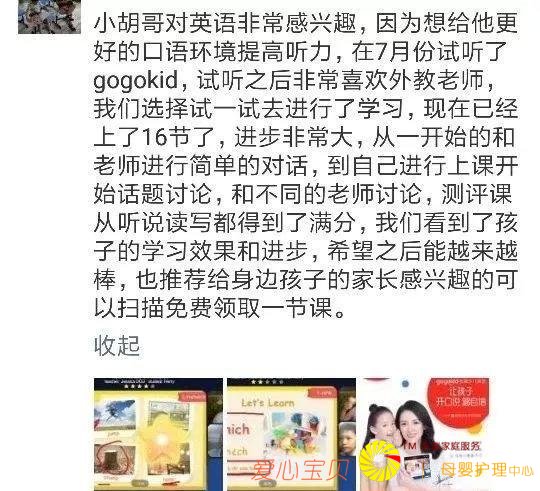 小胡哥对英语非常感兴趣，因为想给他更
好的口语环境提高听力，在7月份试听了
gogokid，试听之后非常喜欢外教老师，
我们选择试一试去进行了学习，现在已经
上了16节了，进步非常大，从一开始的和
老师进行简单的对话，到自己进行上课开
始话题讨论，和不同的老师讨论，测评课
从听说读写都得到了满分，我们看到了孩
子的学习效果和进步，希望之后能越来越
棒，也推荐给身边孩子的家长感兴趣的可
以扫描免费领取一节课。
收起
Let's Learn
gogokid
让孩子
开口说 够自信
家庭服务
爱心宝贝
母婴护理中心